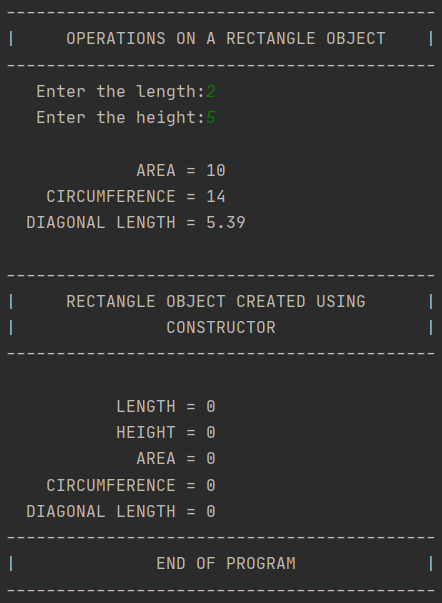 -------------------------------------------
|     OPERATIONS ON A RECTANGLE OBJECT    |
-------------------------------------------
   Enter the length:2
   Enter the height:5
             AREA = 10
    CIRCUMFERENCE = 14
  DIAGONAL LENGTH = 5.39
-------------------------------------------
|     RECTANGLE OBJECT CREATED USING      |
|               CONSTRUCTOR               |
-------------------------------------------
           LENGTH = 0
           HEIGHT = 0
             AREA = 0
    CIRCUMFERENCE = 0
  DIAGONAL LENGTH = 0
-------------------------------------------
|              END OF PROGRAM             |
-------------------------------------------